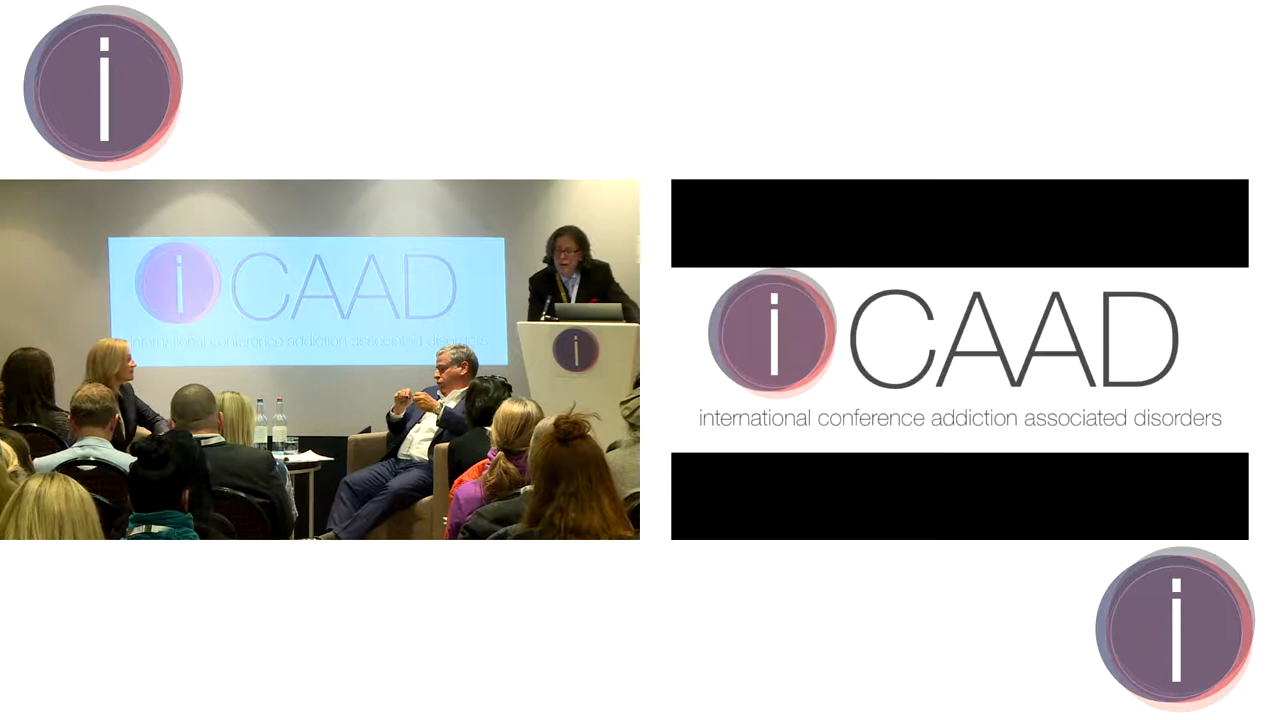 i
i CAAD
international conference addiction associated disorders
i
i CAAD
international conference addiction associated disorders
i